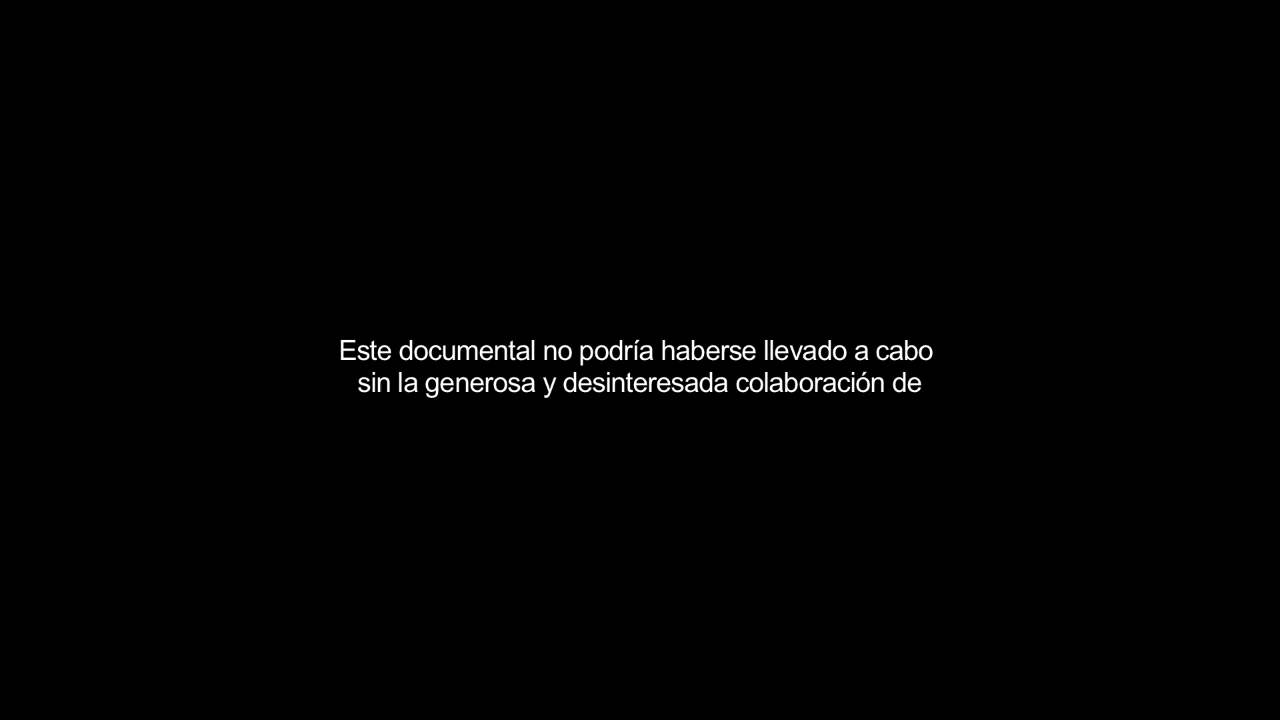 Este documental no podría haberse llevado a cabo
sin la generosa y desinteresada colaboración de